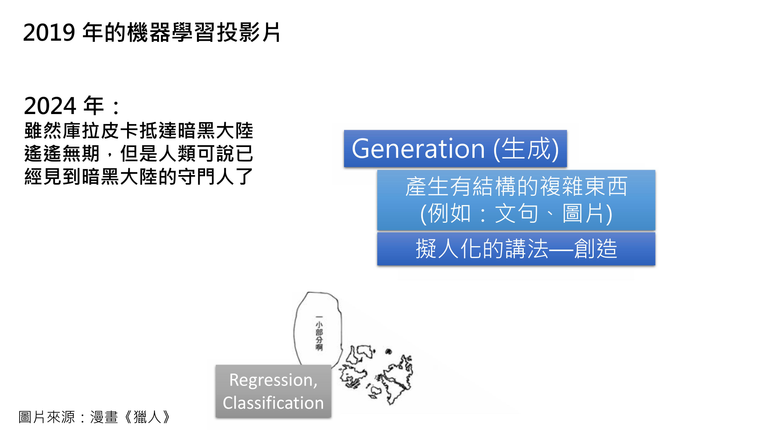 2019 年的機器學習投影片
2024 年：
雖然庫拉皮卡抵達暗黑大陸
遙遙無期，但是人類可說已
經見到暗黑大陸的守門人了
Generation (生成)
產生有結構的複雜東西
(例如：文句、圖片)
擬人化的講法—創造
一小部分啊
Regression,
Classification
圖片來源：漫畫《獵人》